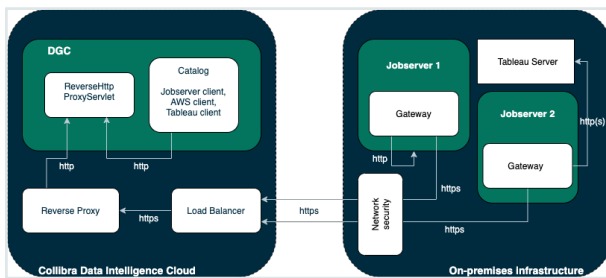 DGC
ReverseHttp
ProxyServlet
Catalog
Jobserver client,
AWS client,
Tableau client
http
http
Reverse Proxy
https
Load Balancer
https
Collibra Data Intelligence Cloud
Jobserver 1
Gateway
http
https
Tableau Server
http(s)
Jobserver 2
Gateway
https
Network
security
On-premises Infrastructure